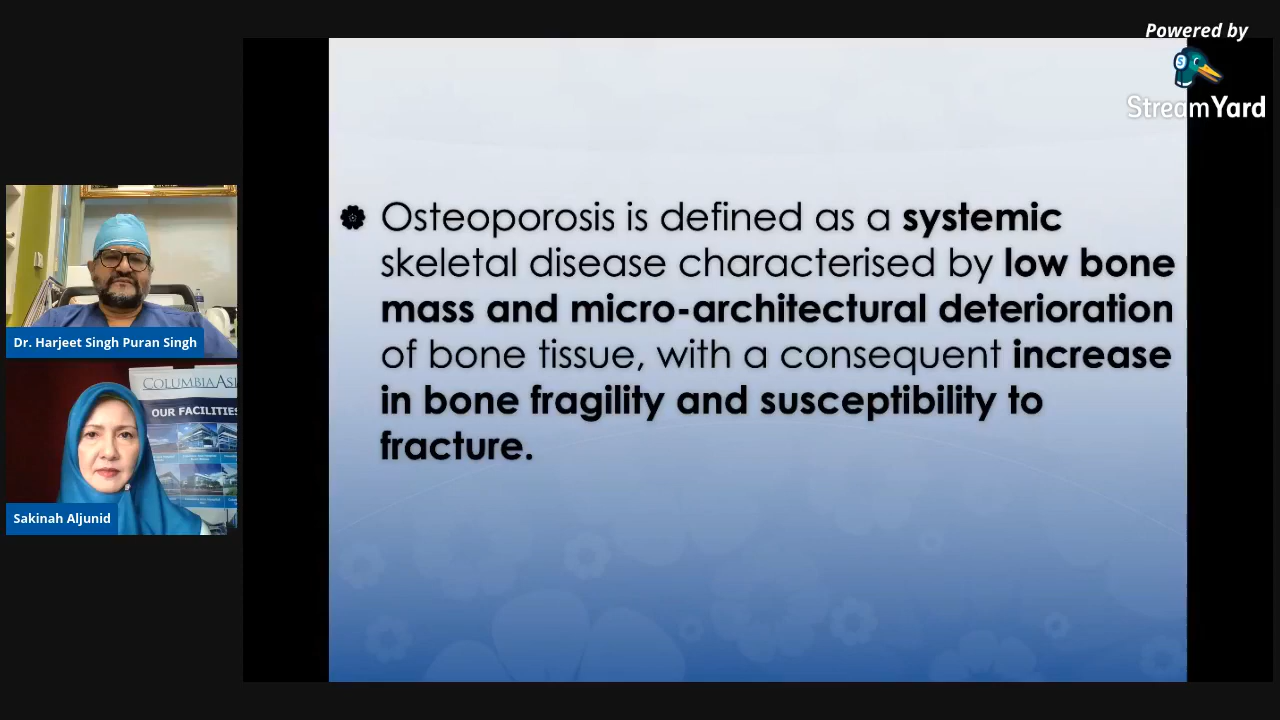 Powered by
StreamYard
Osteoporosis is defined as a systemic
skeletal disease characterised by low bone
mass and micro-architectural deterioration
of bone tissue, with a consequent increase
in bone fragility and susceptibility to
fracture.
Dr. Harjeet Singh Puran Singh
COLUMBIA ASI
OUR FACILITIES
Sakinah Aljunid